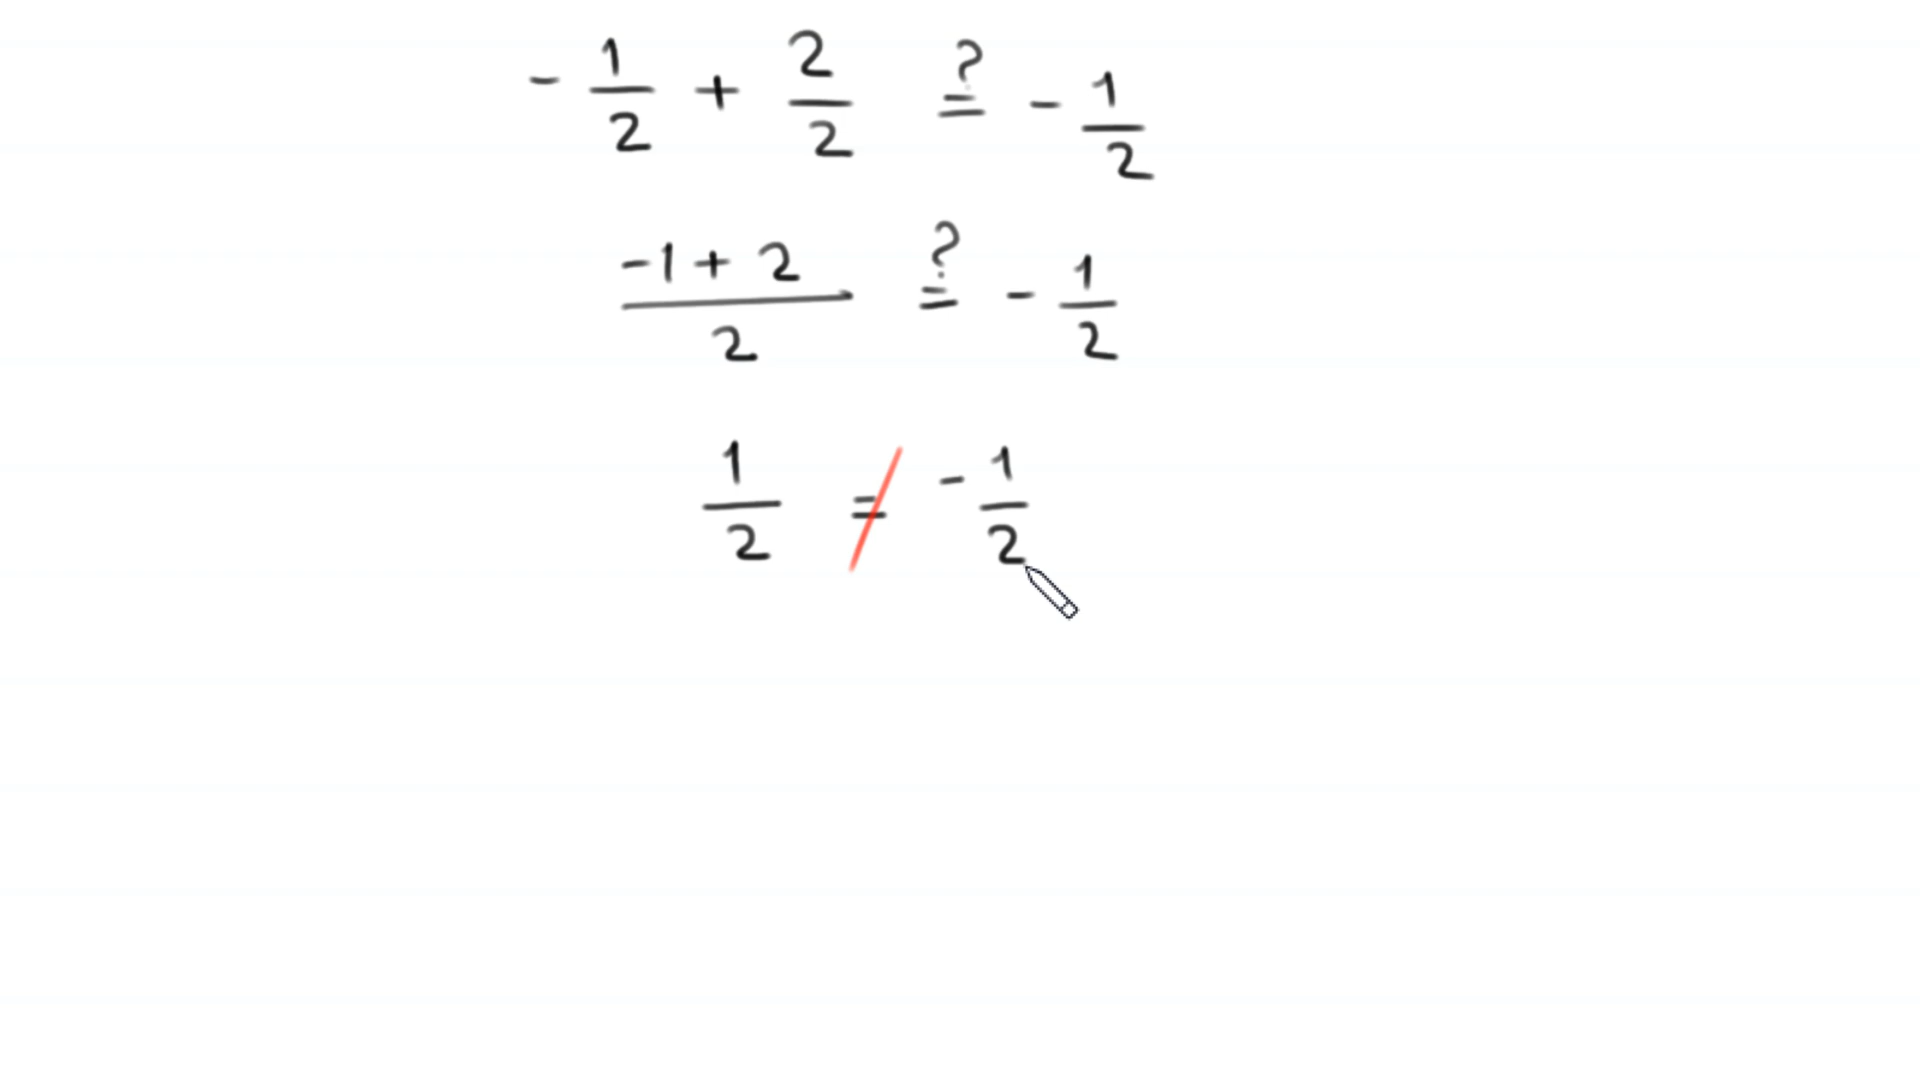 - 1/2 + 2/2 ≟ - 1/2
(-1 + 2)/2 ≟ - 1/2
1/2 ≠ - 1/2